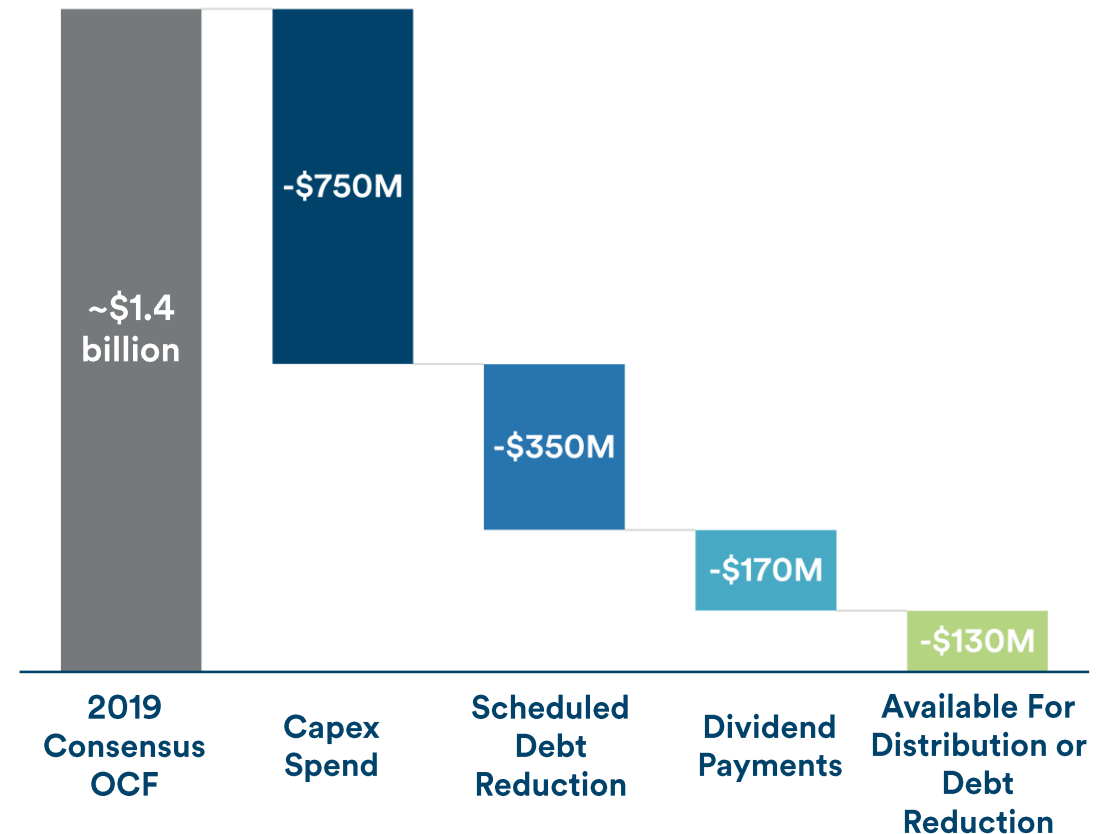 ~$1.4
billion
-$750M
-$350M
-$170M
-$130M
2019
Consensus
OCF
Capex
Spend
Scheduled
Debt
Reduction
Dividend
Payments
Available For
Distribution or
Debt
Reduction